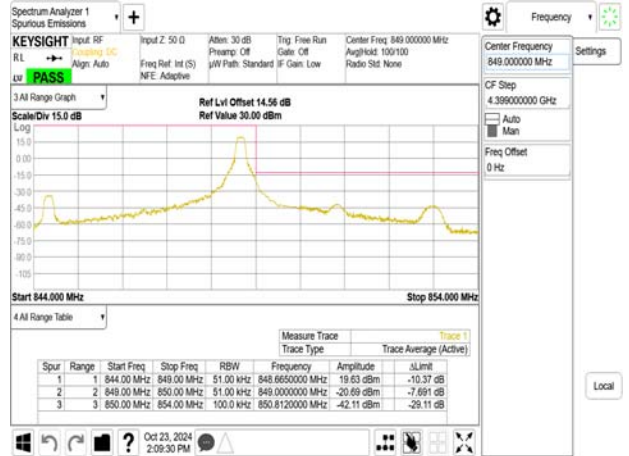 Spectrum Analyzer 1
Spurious Emissions
Frequency
KEYSIGHT
Input: RF
Coupling: DC
Align: Auto
Input Z: 50 Ω
Freq Ref: Int (S)
NFE: Adaptive
Atten: 30 dB
Preamp: Off
µW Path: Standard
Trig: Free Run
Gate: Off
IF Gain: Low
Center Freq: 849.000000 MHz
Avg|Hold: 100/100
Radio Std: None
RL
PASS
Center Frequency
849.000000 MHz
Settings
CF Step
4.399000000 GHz
Auto
Man
Freq Offset
0 Hz
Local
3 All Range Graph
Scale/Div 15.0 dB
Ref Lvl Offset 14.56 dB
Ref Value 30.00 dBm
Log
15.0
0.00
-15.0
-30.0
-45.0
-60.0
-75.0
-90.0
-105
Start 844.000 MHz
Stop 854.000 MHz
4 All Range Table
Measure Trace Trace 1
Trace Type Trace Average (Active)
Spur Range Start Freq Stop Freq RBW Frequency Amplitude ΔLimit
1 1 844.00 MHz 849.00 MHz 51.00 kHz 848.6650000 MHz 19.63 dBm -10.37 dB
2 2 849.00 MHz 850.00 MHz 51.00 kHz 849.0000000 MHz -20.69 dBm -7.691 dB
3 3 850.00 MHz 854.00 MHz 100.0 kHz 850.8120000 MHz -42.11 dBm -29.11 dB
Oct 23, 2024
2:09:30 PM